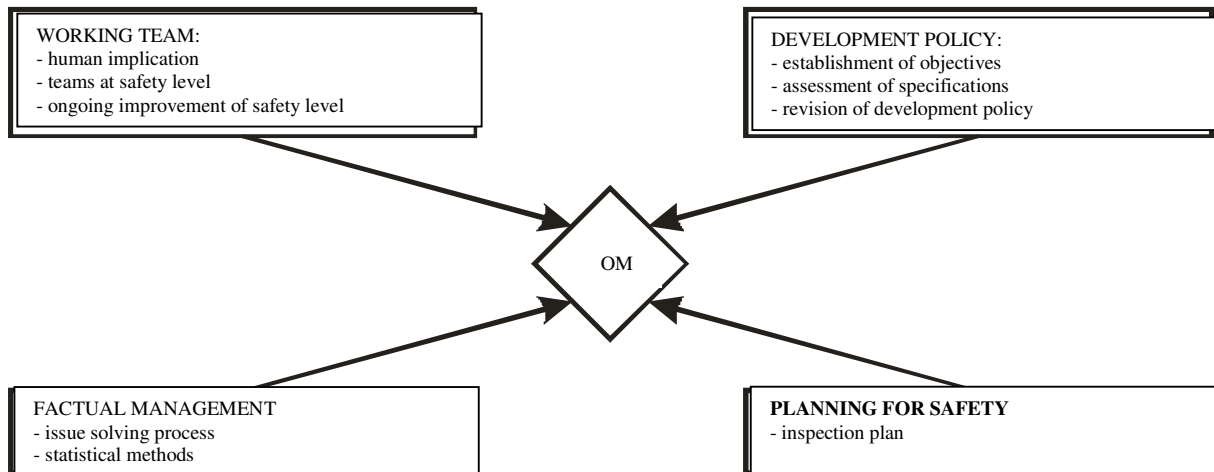 WORKING TEAM:
- human implication
- teams at safety level
- ongoing improvement of safety level
DEVELOPMENT POLICY:
- establishment of objectives
- assessment of specifications
- revision of development policy
OM
FACTUAL MANAGEMENT
- issue solving process
- statistical methods
PLANNING FOR SAFETY
- inspection plan